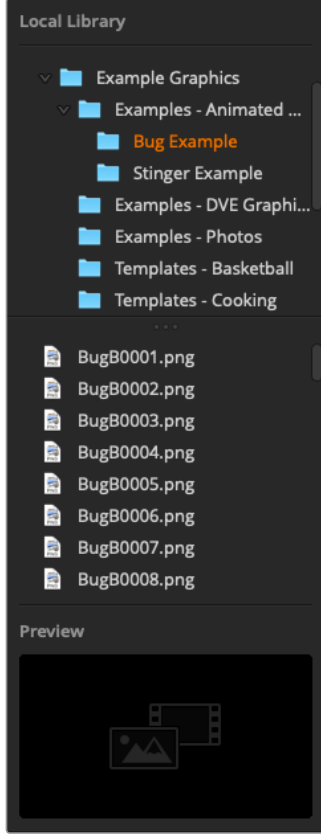 Local Library
Example Graphics
Examples - Animated ...
Bug Example
Stinger Example
Examples - DVE Graphi...
Examples - Photos
Templates - Basketball
Templates - Cooking
BugB0001.png
BugB0002.png
BugB0003.png
BugB0004.png
BugB0005.png
BugB0006.png
BugB0007.png
BugB0008.png
Preview